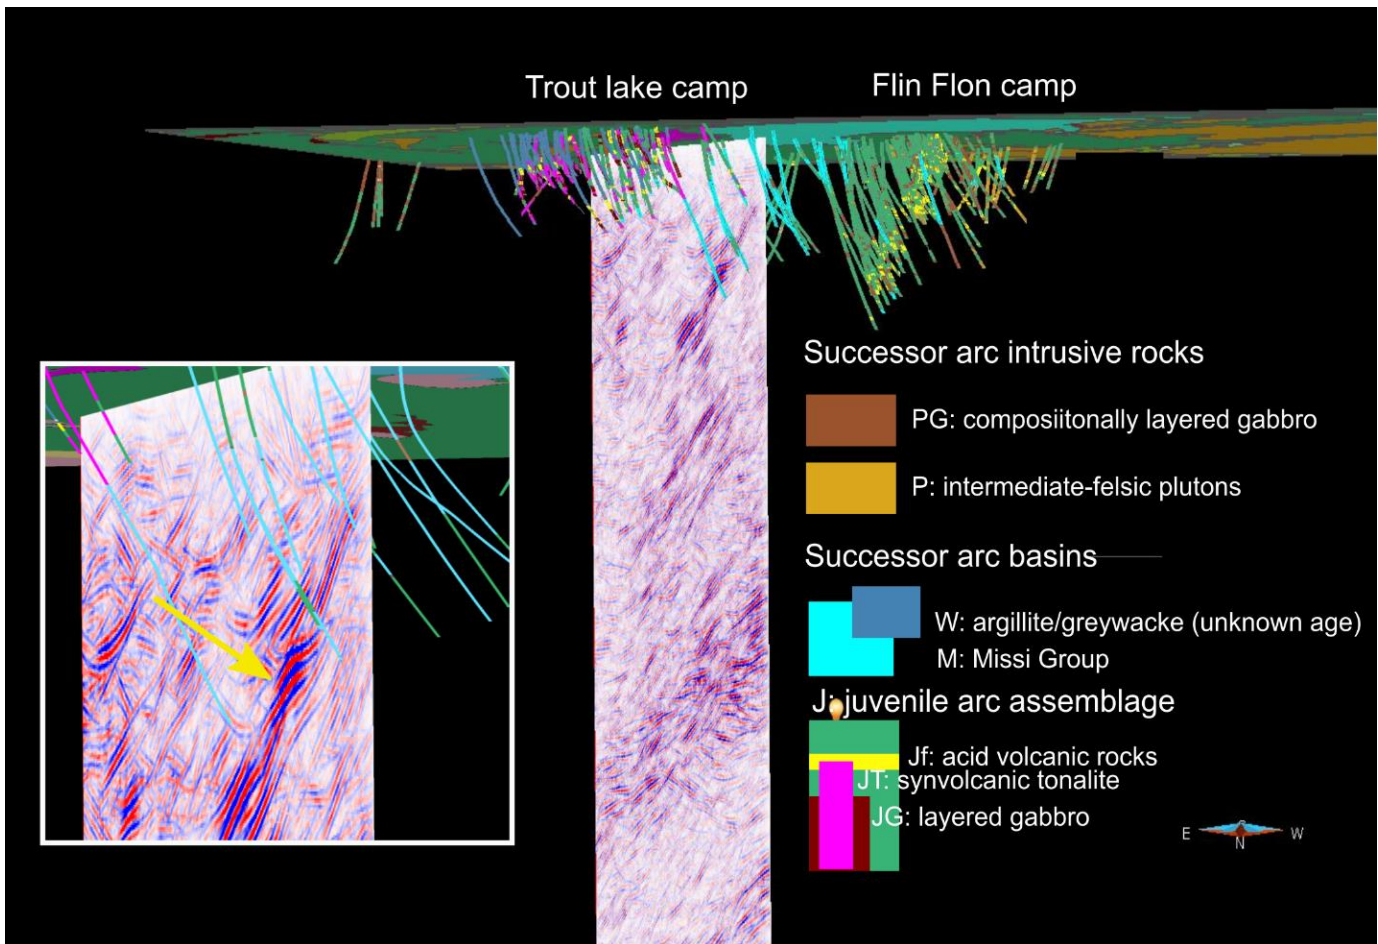 Trout lake camp
Flin Flon camp
Successor arc intrusive rocks
PG: composiitonally layered gabbro
P: intermediate-felsic plutons
Successor arc basins
W: argillite/greywacke (unknown age)
M: Missi Group
J: juvenile arc assemblage
Jf: acid volcanic rocks
JT: synvolcanic tonalite
JG: layered gabbro
E
W
N